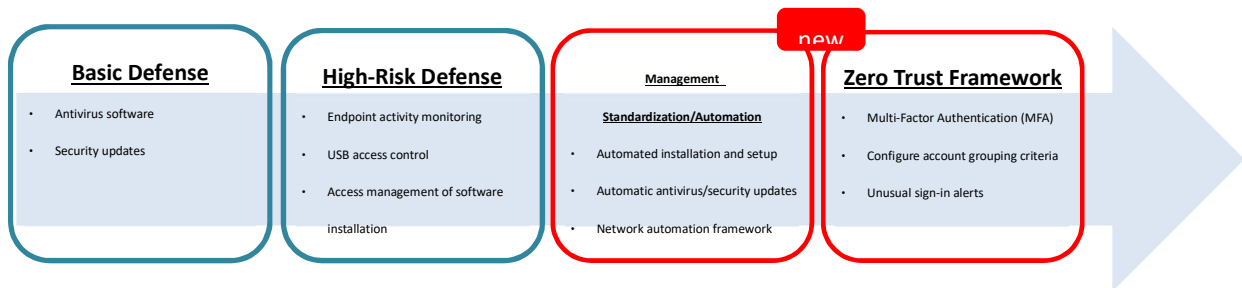 new
Basic Defense
• Antivirus software
• Security updates
High-Risk Defense
• Endpoint activity monitoring
• USB access control
• Access management of software
installation
Management
Standardization/Automation
• Automated installation and setup
• Automatic antivirus/security updates
• Network automation framework
Zero Trust Framework
• Multi-Factor Authentication (MFA)
• Configure account grouping criteria
• Unusual sign-in alerts